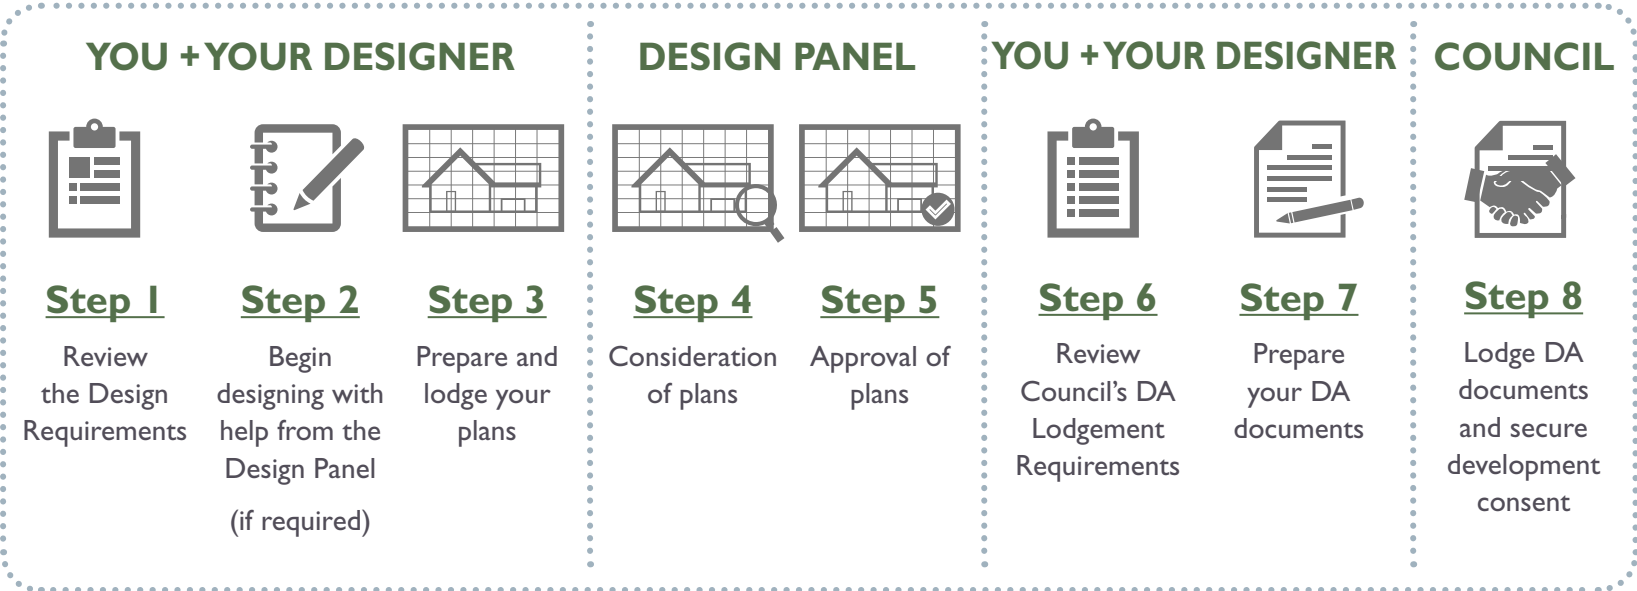 YOU + YOUR DESIGNER
Step 1
Review
the Design
Requirements
Step 2
Begin
designing with
help from the
Design Panel
(if required)
Step 3
Prepare and
lodge your
plans
DESIGN PANEL
Step 4
Consideration
of plans
Step 5
Approval of
plans
YOU + YOUR DESIGNER
Step 6
Review
Council’s DA
Lodgement
Requirements
Step 7
Prepare
your DA
documents
COUNCIL
Step 8
Lodge DA
documents
and secure
development
consent